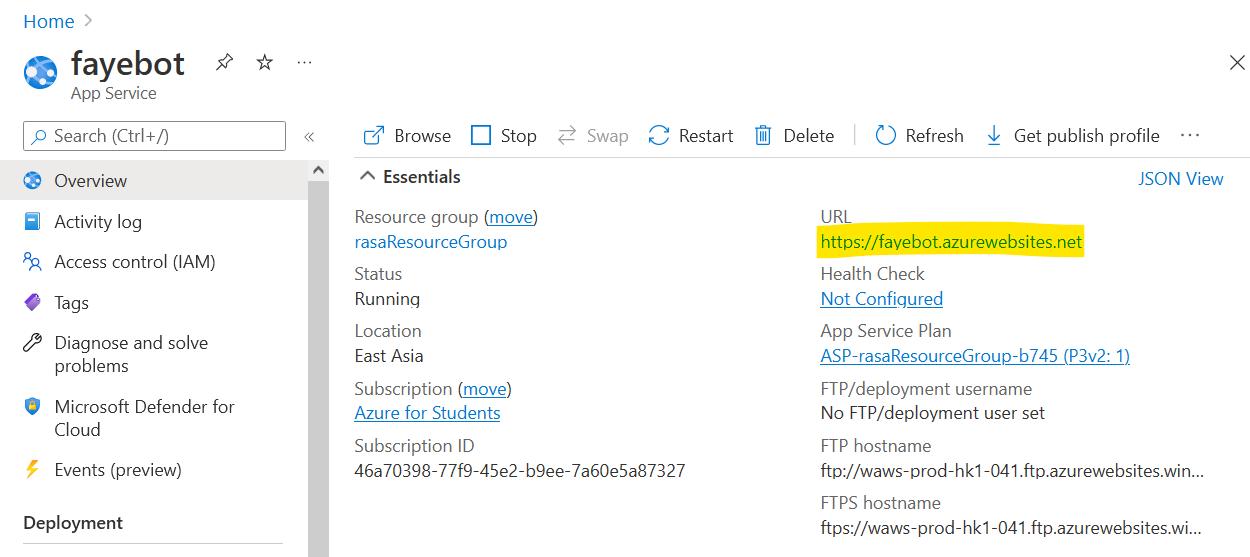 Home
fayebot
App Service
Search (Ctrl+/)
Overview
Activity log
Access control (IAM)
Tags
Diagnose and solve
problems
Microsoft Defender for
Cloud
Events (preview)
Deployment
Browse Stop Swap Restart Delete Refresh Get publish profile ...
Essentials
JSON View
Resource group (move)
rasaResourceGroup
Status
Running
Location
East Asia
Subscription (move)
Azure for Students
Subscription ID
46a70398-77f9-45e2-b9ee-7a60e5a87327
URL
https://fayebot.azurewebsites.net
Health Check
Not Configured
App Service Plan
ASP-rasaResourceGroup-b745 (P3v2: 1)
FTP/deployment username
No FTP/deployment user set
FTP hostname
ftp://waws-prod-hk1-041.ftp.azurewebsites.win...
FTPS hostname
ftps://waws-prod-hk1-041.ftp.azurewebsites.wi...